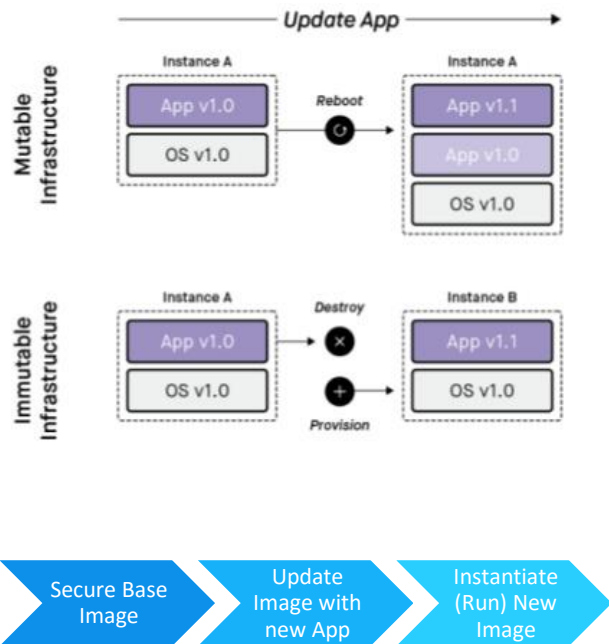 Update App
Mutable
Infrastructure
Instance A
App v1.0
OS v1.0
Reboot
Instance A
App v1.1
App v1.0
OS v1.0
Immutable
Infrastructure
Instance A
App v1.0
OS v1.0
Destroy
Provision
Instance B
App v1.1
OS v1.0
Secure Base
Image
Update
Image with
new App
Instantiate
(Run) New
Image